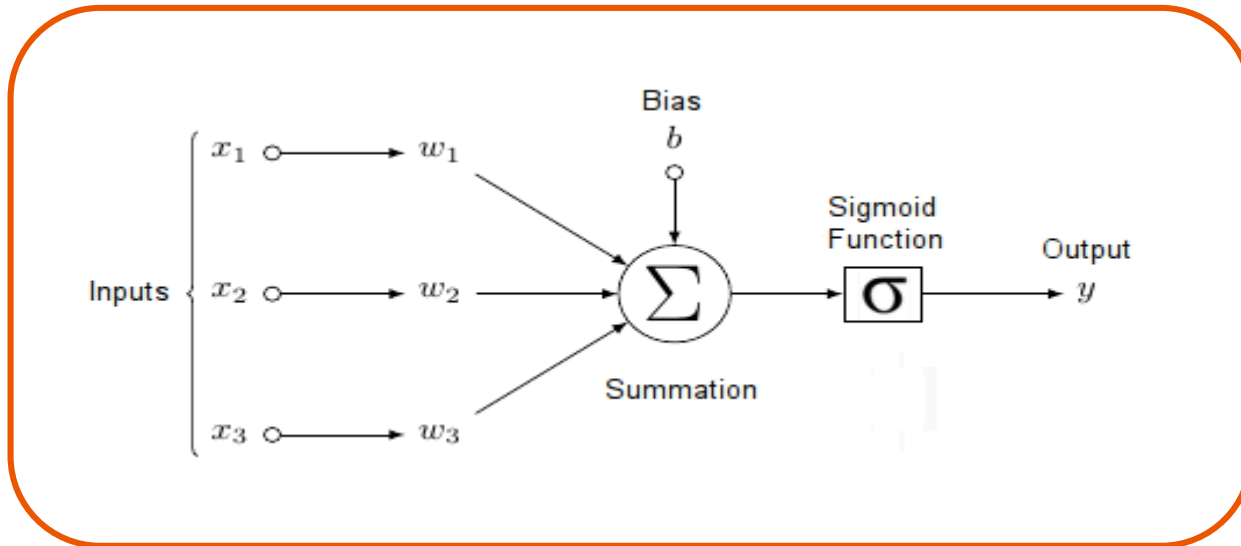 Bias
b
x₁ w₁
Sigmoid
Function
Output
Inputs x₂ w₂ Σ σ y
Summation
x₃ w₃